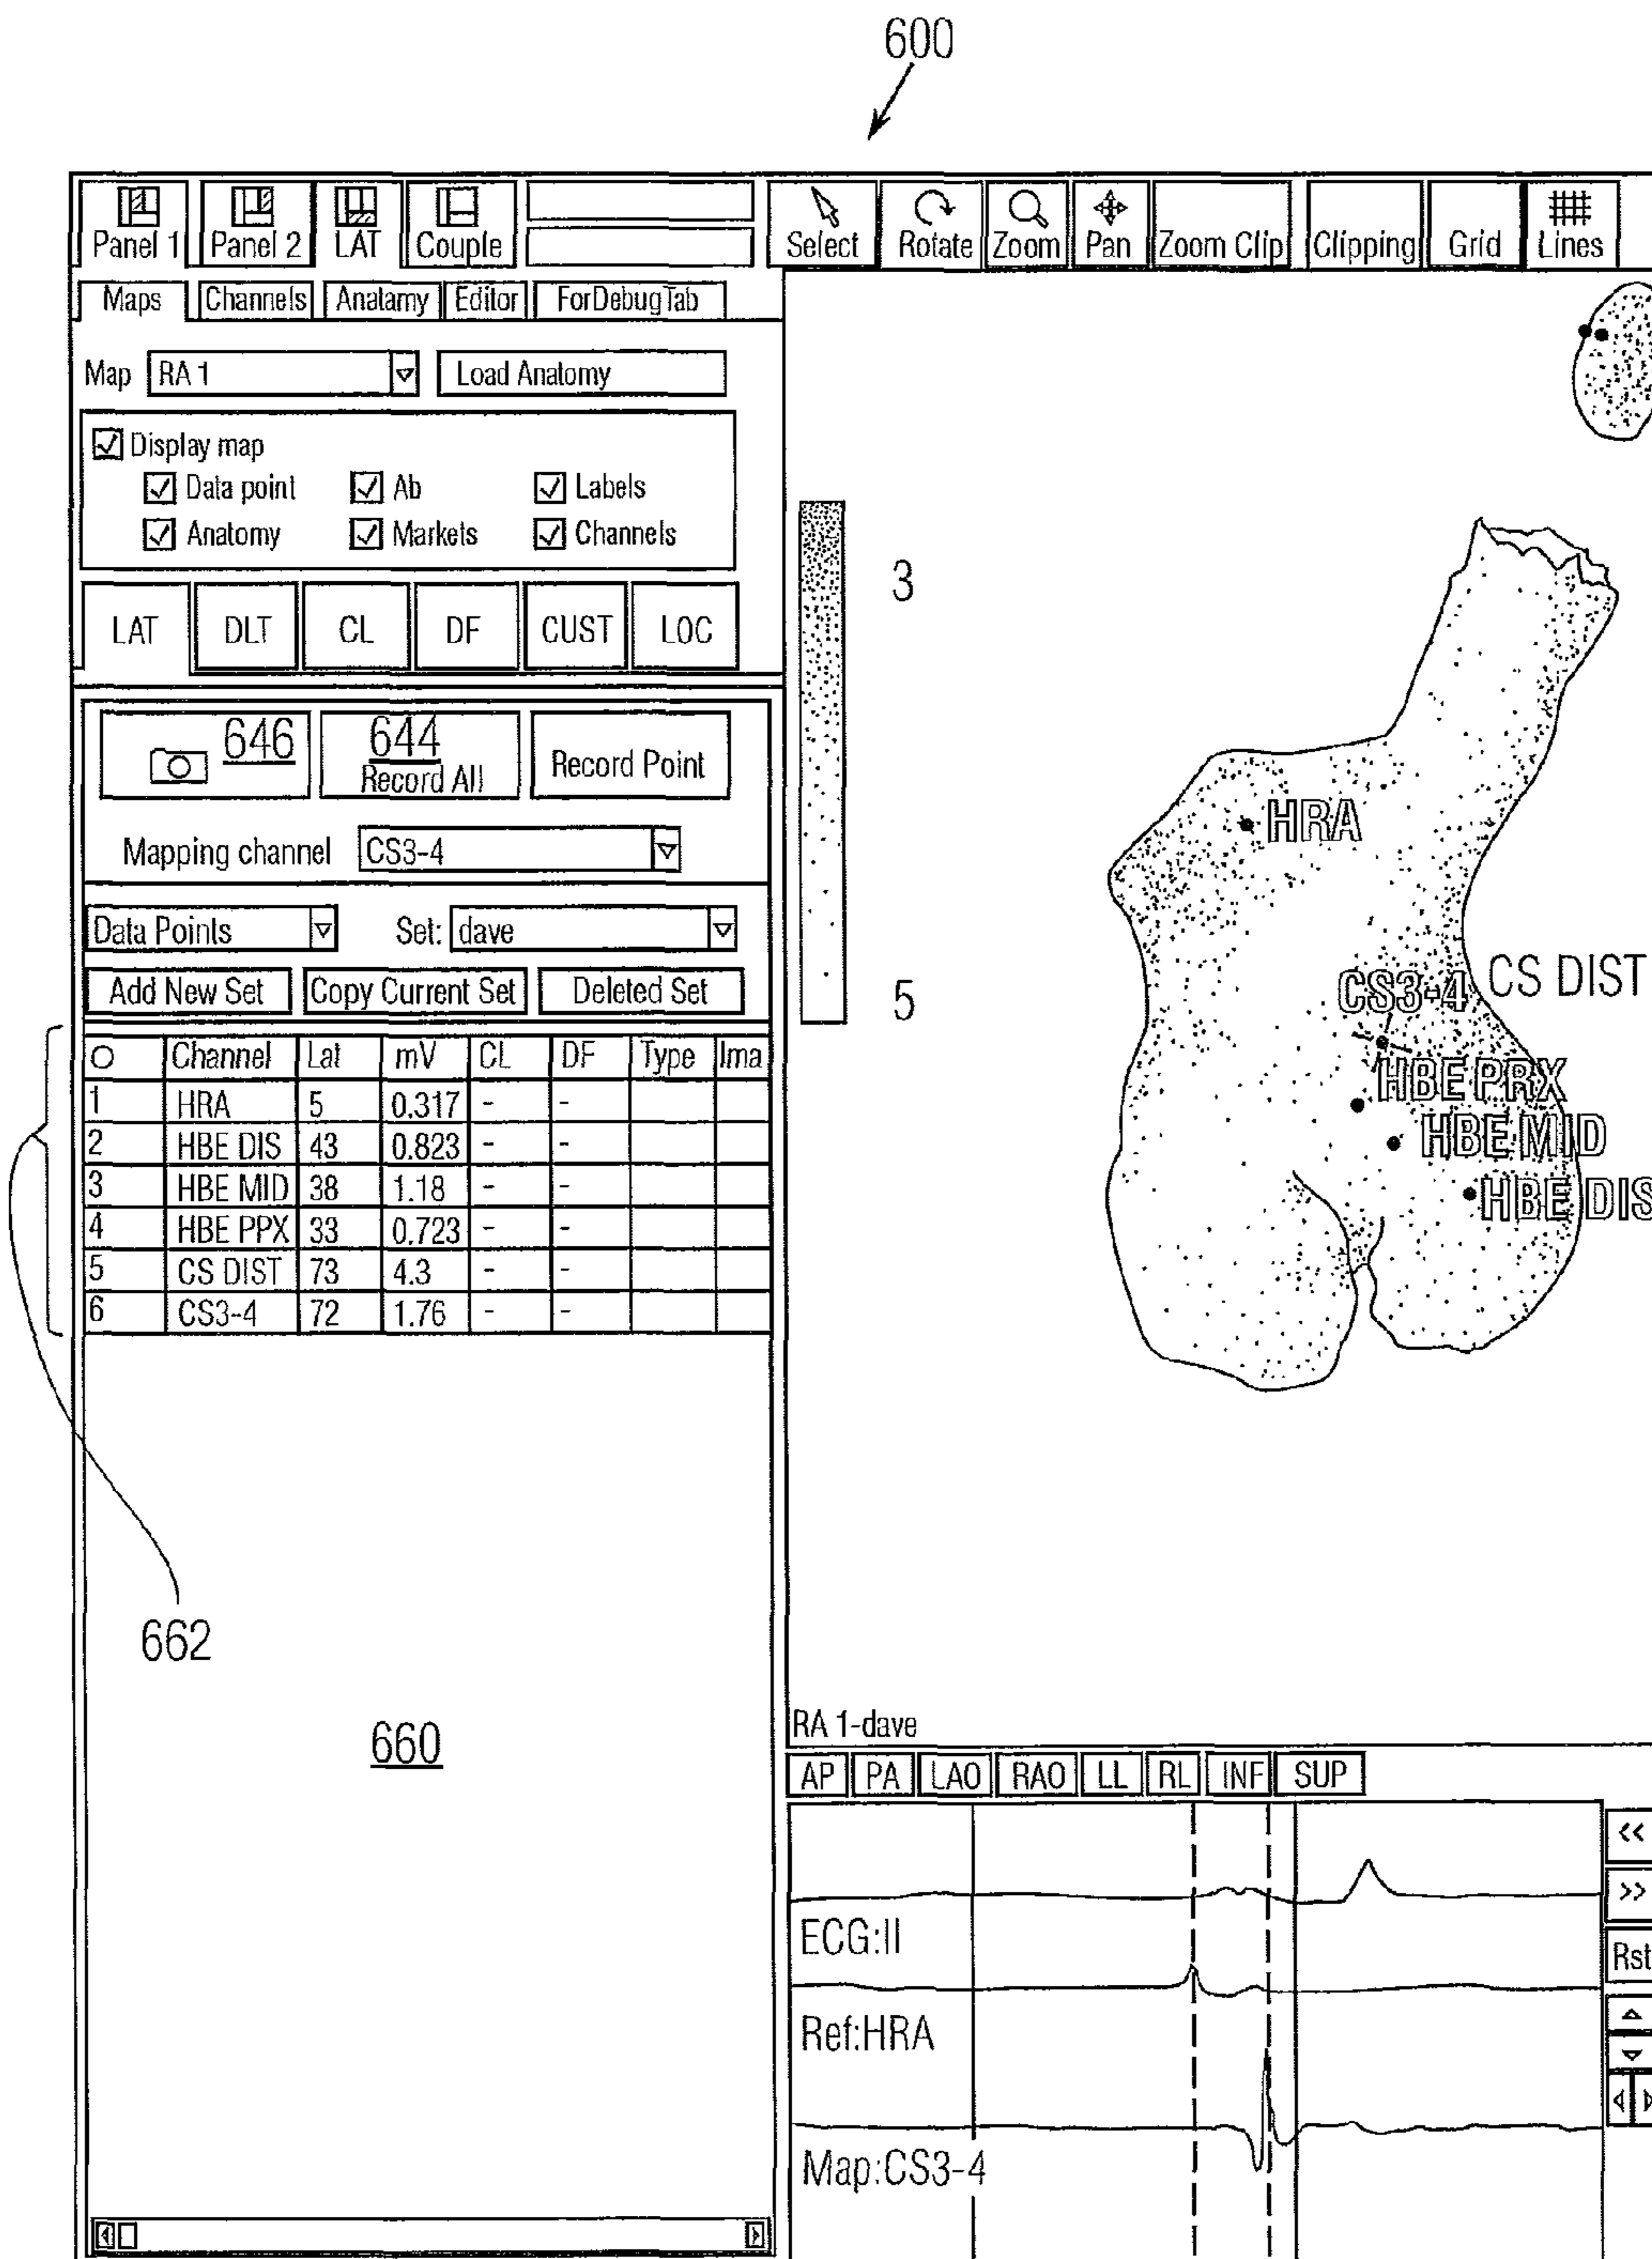 600
Panel 1 Panel 2 LAT Couple Select Rotate Zoom Pan Zoom Clip Clipping Grid Lines
Maps Channels Anatamy Editor ForDebugTab
Map RA 1 Load Anatomy
Display map
Data point Ab Labels
Anatomy Markets Channels
LAT DLT CL DF CUST LOC
646 644 Record All Record Point
Mapping channel CS3-4
Data Points Set: dave
Add New Set Copy Current Set Deleted Set
O Channel Lat mV CL DF Type Ima
1 HRA 5 0.317 - -
2 HBE DIS 43 0.823 - -
3 HBE MID 38 1.18 - -
4 HBE PPX 33 0.723 - -
5 CS DIST 73 4.3 - -
6 CS3-4 72 1.76 - -
662
660
3
5
HRA
CS3-4 CS DIST
HBE PRX
HBE MID
HBE DIS
RA 1-dave
AP PA LAO RAO LL RL INF SUP
<<
>>
ECG:II
Rst
Ref:HRA
Map:CS3-4